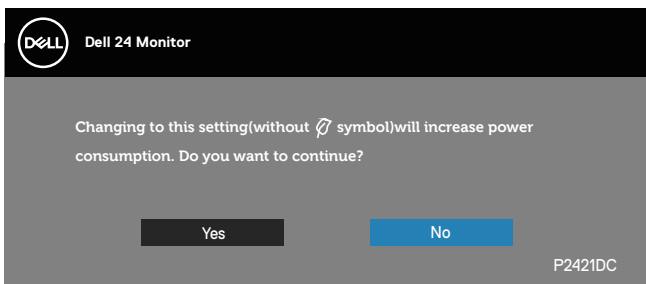 DELL
Dell 24 Monitor
Changing to this setting(without symbol)will increase power
consumption. Do you want to continue?
Yes No
P2421DC